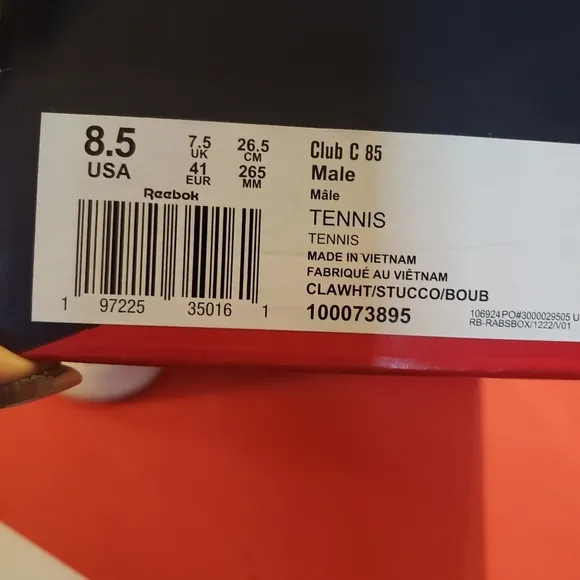 8.5
USA
7.5
UK
41
EUR
26.5
CM
265
MM
Reebok
1 97225 35016 1
Club C 85
Male
Mâle
TENNIS
TENNIS
MADE IN VIETNAM
FABRIQUÉ AU VIÊTNAM
CLAWHT/STUCCO/BOUB
100073895
106924PO#3000029505 U
RB-RABSBOX/1222/V01